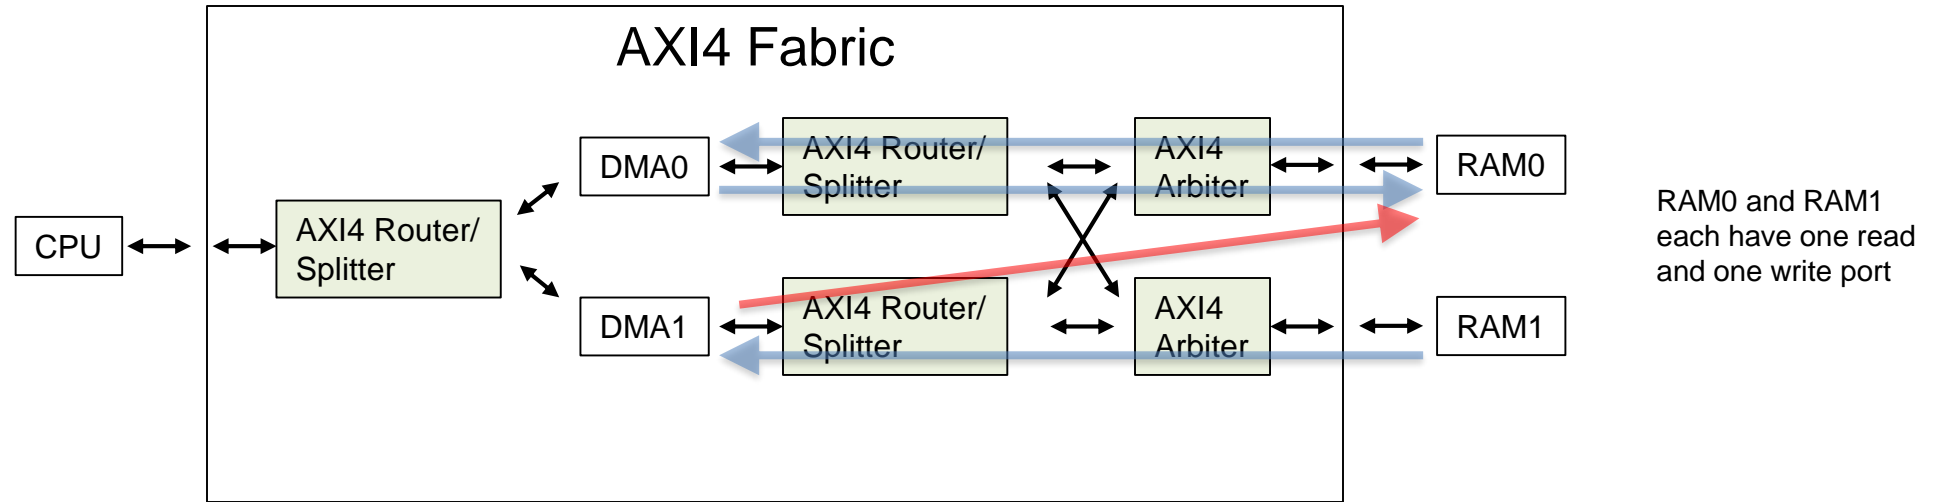 AXI4 Fabric
CPU
AXI4 Router/
Splitter
DMA0
AXI4 Router/
Splitter
AXI4
Arbiter
RAM0
DMA1
AXI4 Router/
Splitter
AXI4
Arbiter
RAM1
RAM0 and RAM1
each have one read
and one write port